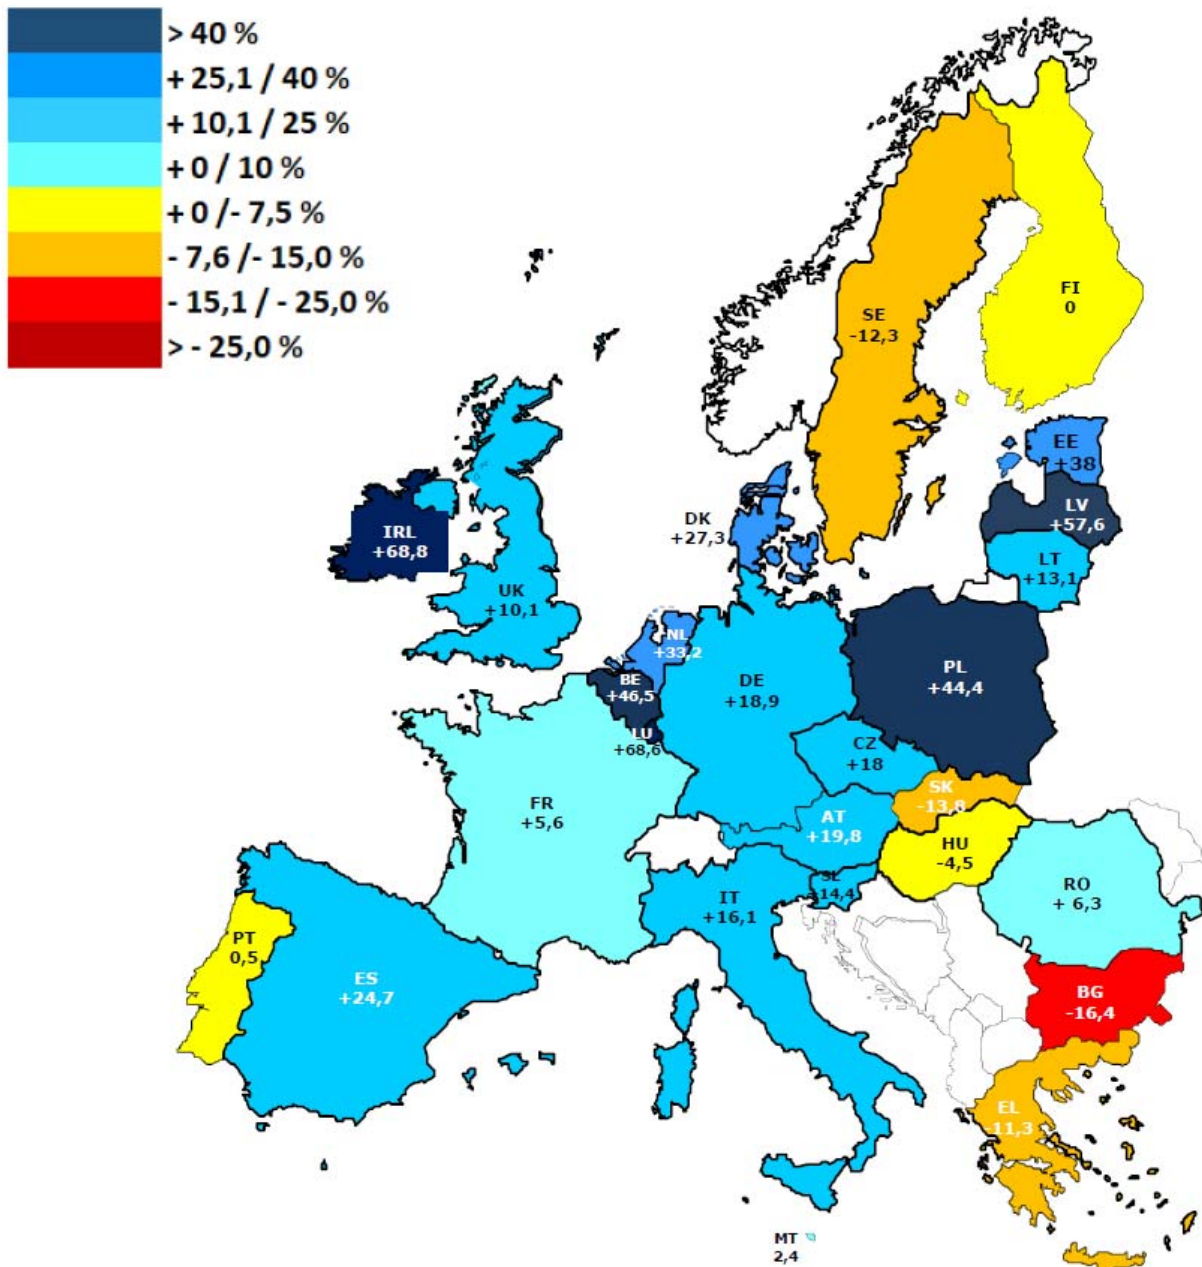 > 40 %
+ 25,1 / 40 %
+ 10,1 / 25 %
+ 0 / 10 %
+ 0 /- 7,5 %
- 7,6 /- 15,0 %
- 15,1 / - 25,0 %
> - 25,0 %
FI
0
SE
-12,3
EE
+38
LV
+57,6
DK
+27,3
IRL
+68,8
LT
+13,1
UK
+10,1
NL
+33,2
PL
+44,4
BE
+46,5
DE
+18,9
LU
+68,6
CZ
+18
SK
-13,8
FR
+5,6
AT
+19,8
HU
-4,5
SL
+14,4
RO
+ 6,3
IT
+16,1
PT
0,5
ES
+24,7
BG
-16,4
EL
-11,3
MT
2,4